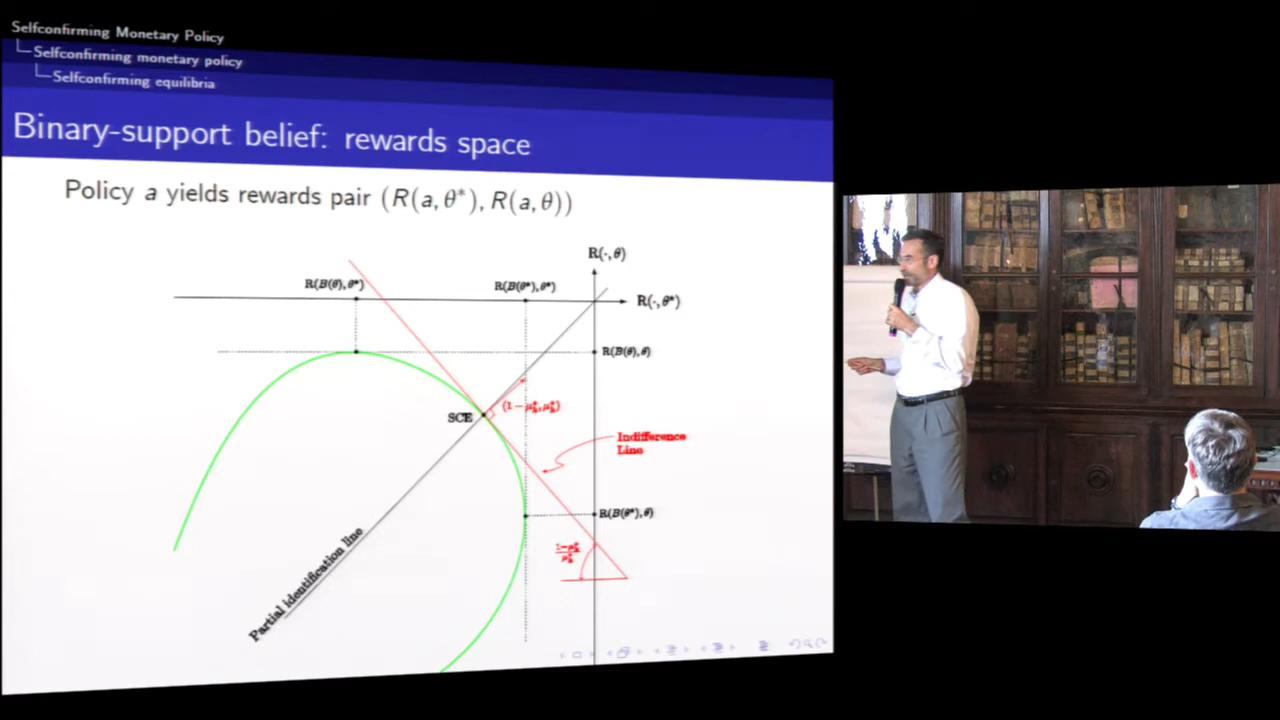 Selfconfirming Monetary Policy
Selfconfirming monetary policy
Selfconfirming equilibria
Binary-support belief: rewards space
Policy a yields rewards pair (R(a, θ*), R(a, θ))
R(·, θ)
R(B(θ), θ*)
R(B(θ*), θ*)
R(·, θ*)
R(B(θ), θ)
SCE
Indifference
Line
R(B(θ*), θ)
Partial identification line